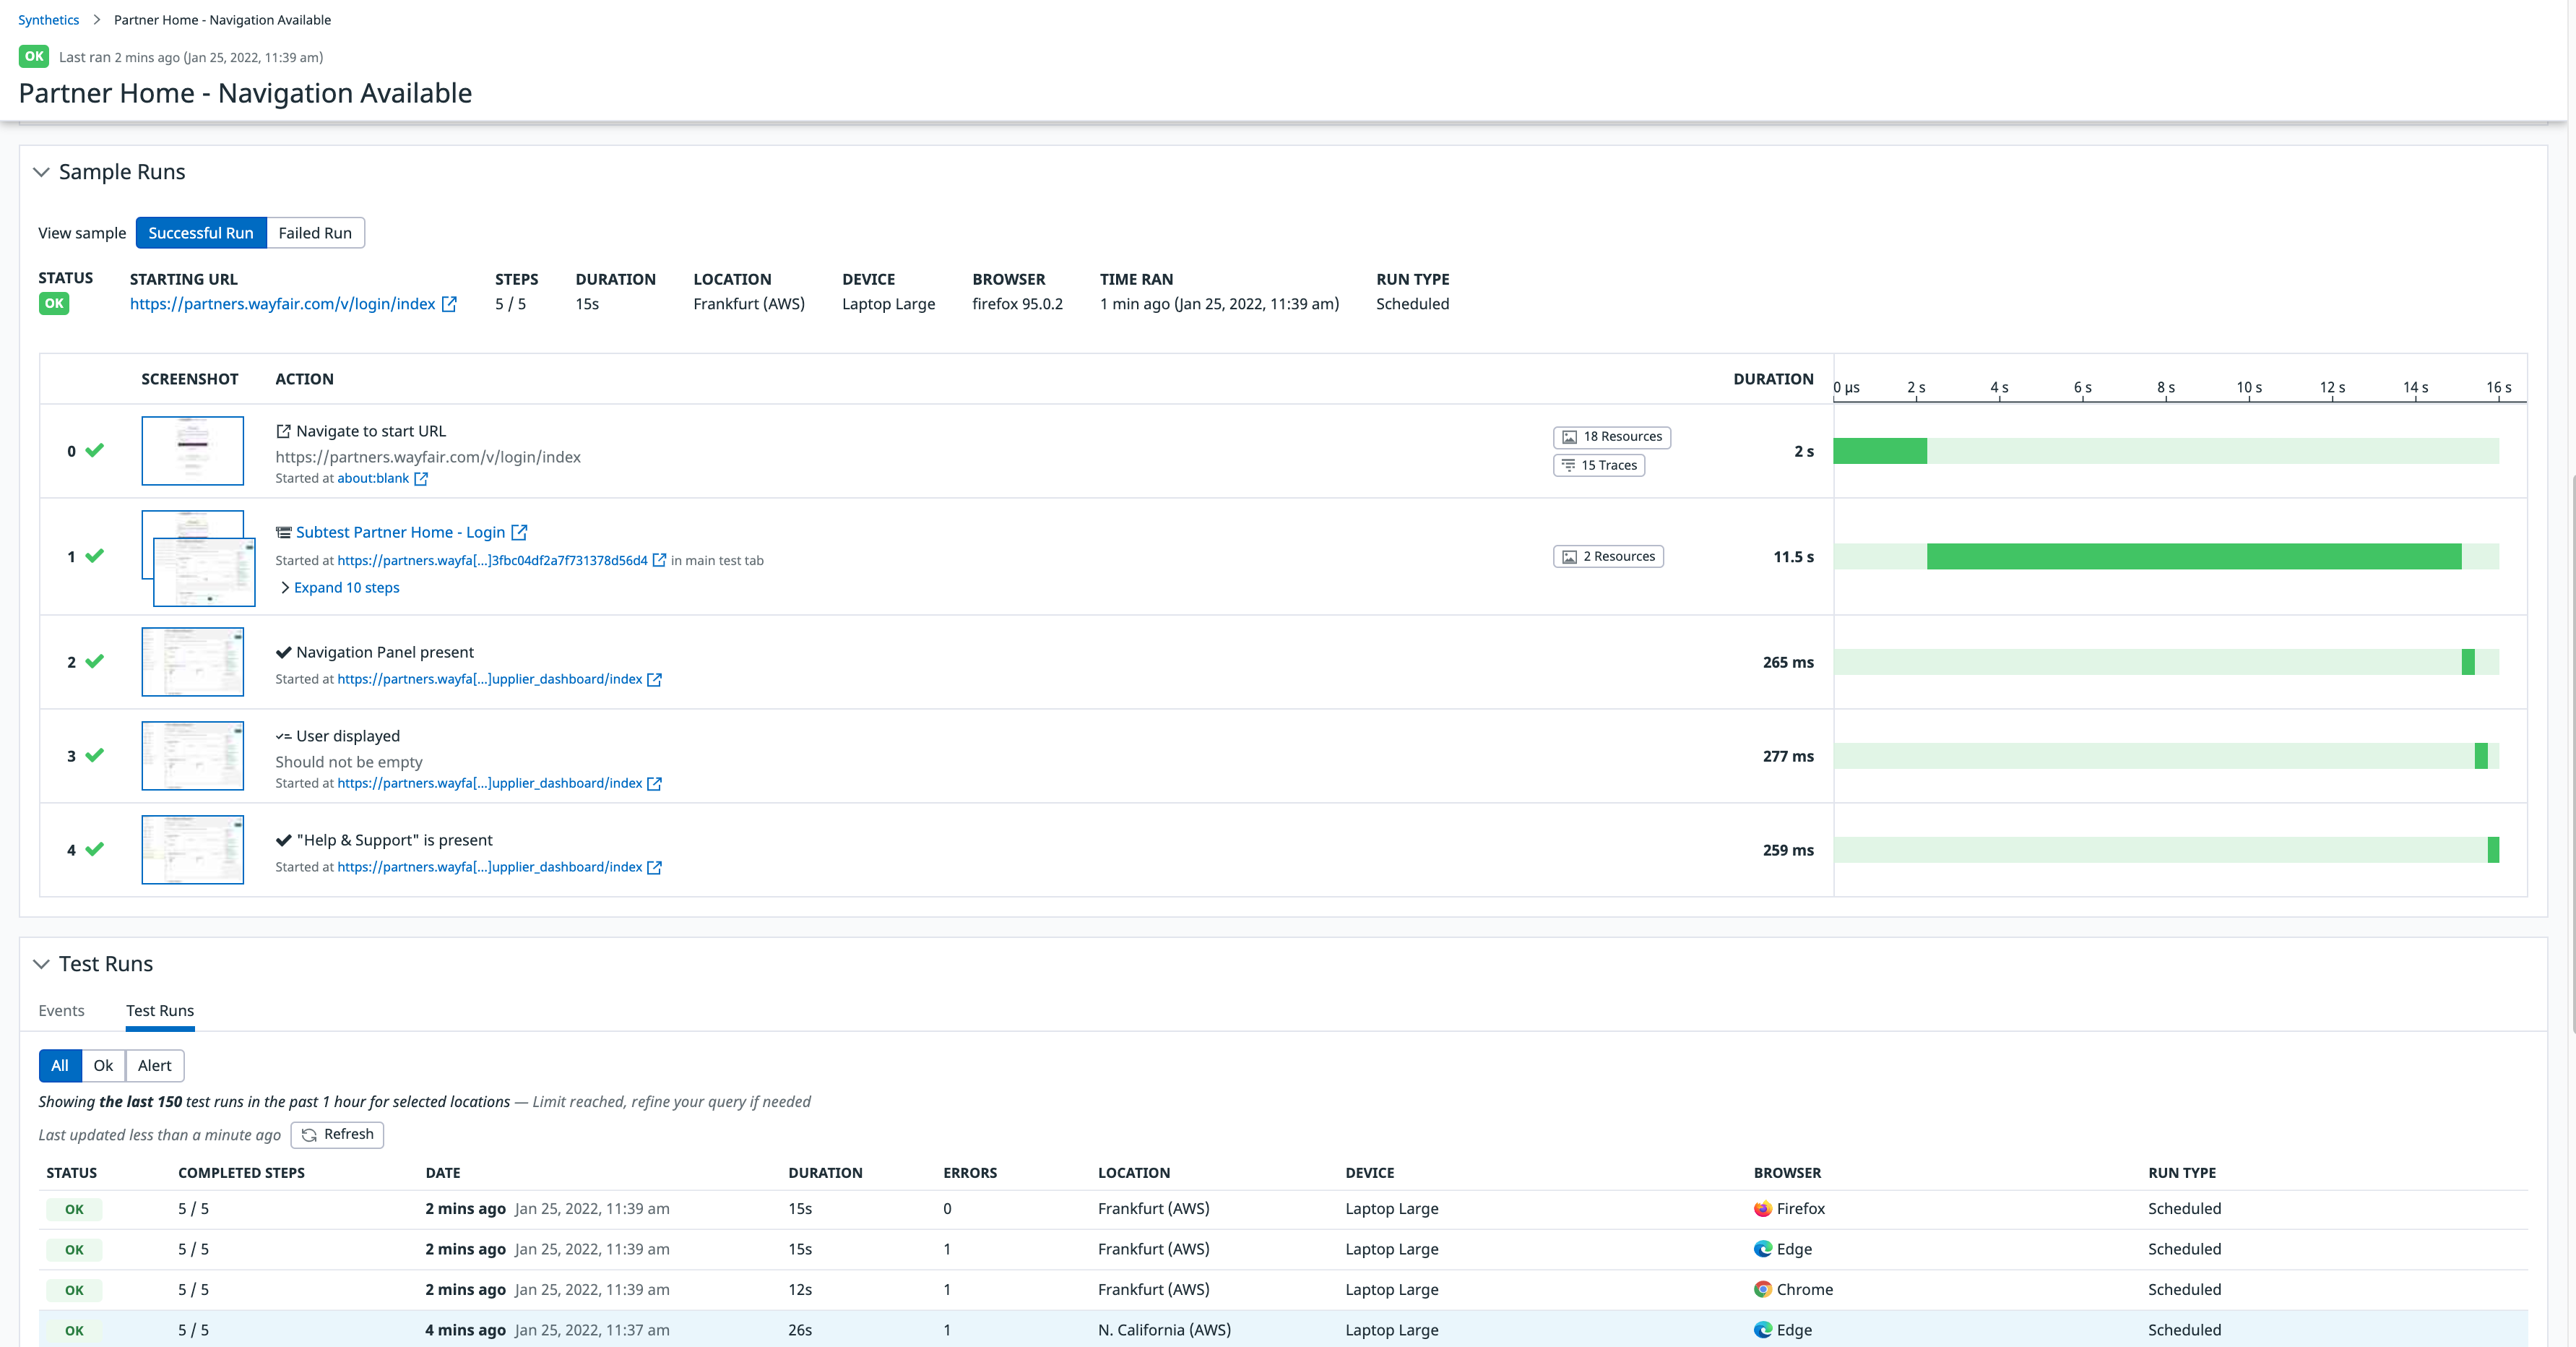 Synthetics > Partner Home - Navigation Available
OK Last ran 2 mins ago (Jan 25, 2022, 11:39 am)
Partner Home - Navigation Available
Sample Runs
View sample Successful Run Failed Run
STATUS STARTING URL STEPS DURATION LOCATION DEVICE BROWSER TIME RAN RUN TYPE
OK https://partners.wayfair.com/v/login/index 5 / 5 15s Frankfurt (AWS) Laptop Large firefox 95.0.2 1 min ago (Jan 25, 2022, 11:39 am) Scheduled
SCREENSHOT ACTION DURATION 0 µs 2 s 4 s 6 s 8 s 10 s 12 s 14 s 16 s
0 Navigate to start URL 18 Resources 2 s
https://partners.wayfair.com/v/login/index 15 Traces
Started at about:blank
1 Subtest Partner Home - Login 2 Resources 11.5 s
Started at https://partners.wayfa[...]3fbc04df2a7f731378d56d4 in main test tab
Expand 10 steps
2 Navigation Panel present 265 ms
Started at https://partners.wayfa[...]upplier_dashboard/index
3 User displayed 277 ms
Should not be empty
Started at https://partners.wayfa[...]upplier_dashboard/index
4 "Help & Support" is present 259 ms
Started at https://partners.wayfa[...]upplier_dashboard/index
Test Runs
Events Test Runs
All Ok Alert
Showing the last 150 test runs in the past 1 hour for selected locations — Limit reached, refine your query if needed
Last updated less than a minute ago Refresh
STATUS COMPLETED STEPS DATE DURATION ERRORS LOCATION DEVICE BROWSER RUN TYPE
OK 5 / 5 2 mins ago Jan 25, 2022, 11:39 am 15s 0 Frankfurt (AWS) Laptop Large Firefox Scheduled
OK 5 / 5 2 mins ago Jan 25, 2022, 11:39 am 15s 1 Frankfurt (AWS) Laptop Large Edge Scheduled
OK 5 / 5 2 mins ago Jan 25, 2022, 11:39 am 12s 1 Frankfurt (AWS) Laptop Large Chrome Scheduled
OK 5 / 5 4 mins ago Jan 25, 2022, 11:37 am 26s 1 N. California (AWS) Laptop Large Edge Scheduled